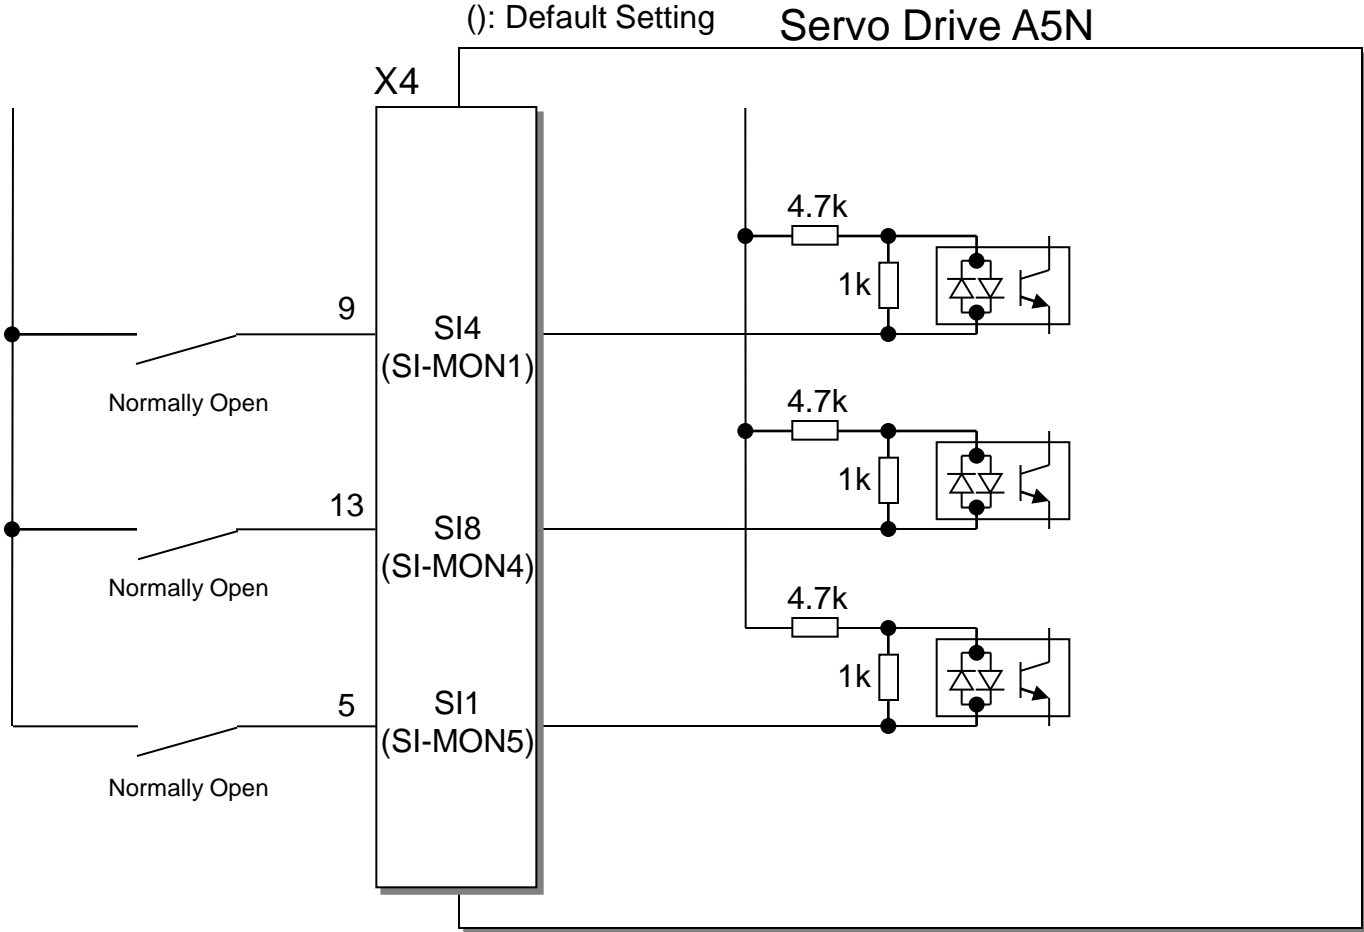 (): Default Setting
Servo Drive A5N
X4
4.7k
1k
9
SI4
(SI-MON1)
Normally Open
4.7k
1k
13
SI8
(SI-MON4)
Normally Open
4.7k
1k
5
SI1
(SI-MON5)
Normally Open